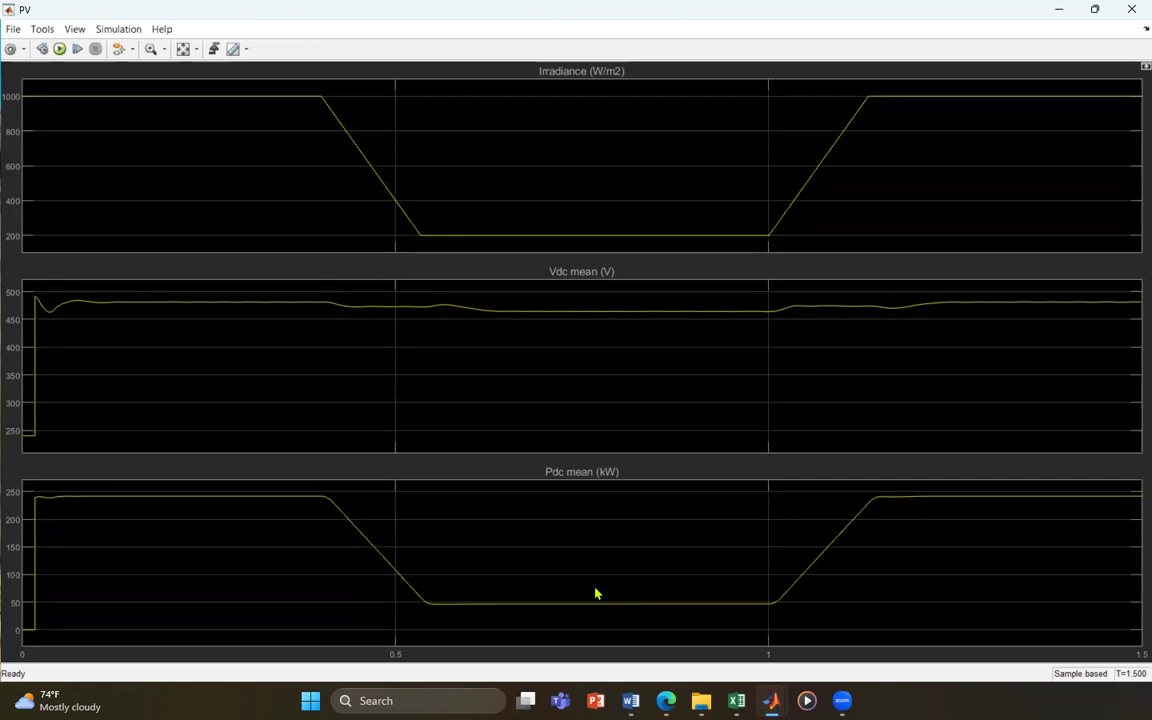 PV
File Tools View Simulation Help
Irradiance (W/m2)
1000
800
600
400
200
Vdc mean (V)
500
450
400
350
300
250
Pdc mean (kW)
250
200
150
100
50
0
0 0.5 1 1.5
Ready Sample based T=1.500
74°F
Mostly cloudy
Search
zoom